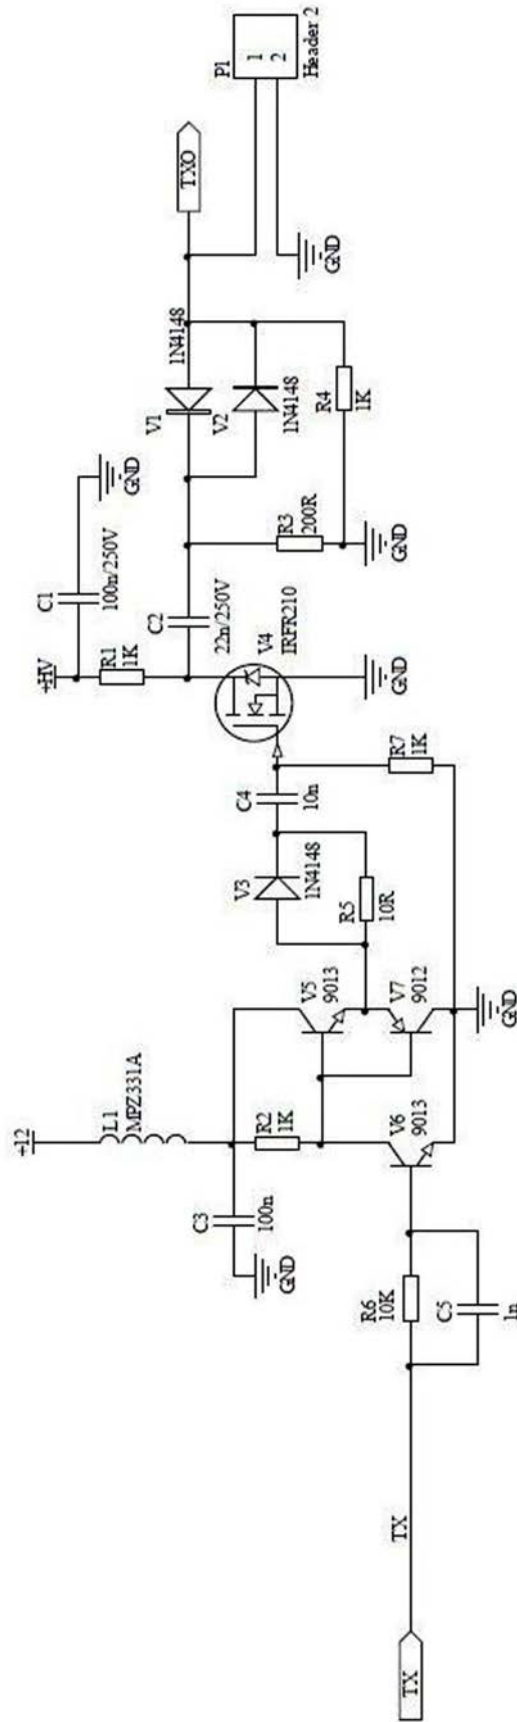 TX
TX
R6
10K
C5
1n
+12
L1
MPZ331A
C3
100n
GND
R2
1K
V5
9013
V6
9013
V7
9012
GND
V3
1N4148
R5
10R
C4
10n
R7
1K
+HV
C1
100n/250V
GND
R1
1K
C2
22n/250V
V4
IRFR210
GND
V1
1N4148
V2
1N4148
R3
200R
R4
1K
GND
TXO
P1
1
2
Header 2
GND